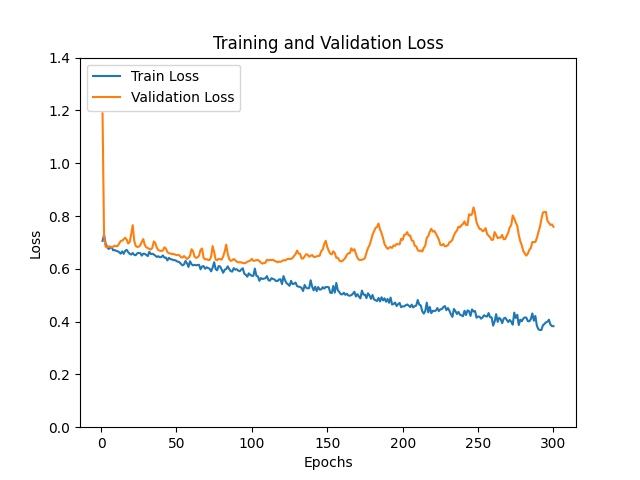 Training and Validation Loss
Train Loss
Validation Loss
Loss
1.4
1.2
1.0
0.8
0.6
0.4
0.2
0.0
0 50 100 150 200 250 300
Epochs